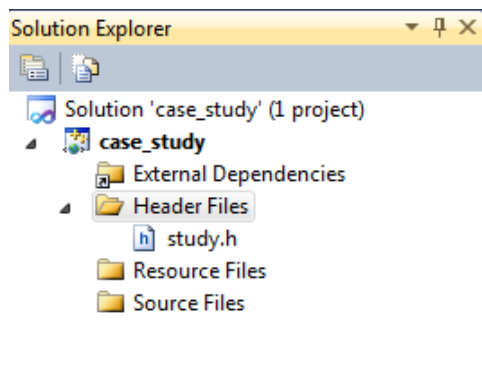 Solution Explorer
Solution 'case_study' (1 project)
case_study
External Dependencies
Header Files
h study.h
Resource Files
Source Files